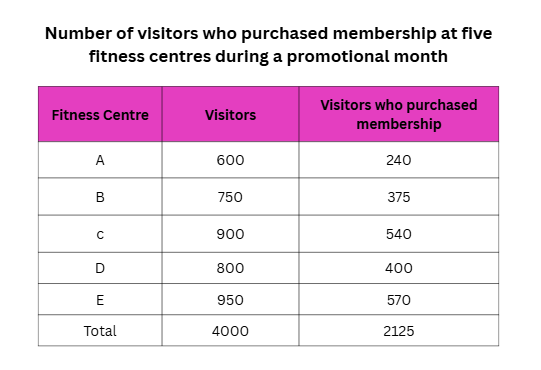 Number of visitors who purchased membership at five
fitness centres during a promotional month
Fitness Centre Visitors Visitors who purchased membership
A 600 240
B 750 375
c 900 540
D 800 400
E 950 570
Total 4000 2125